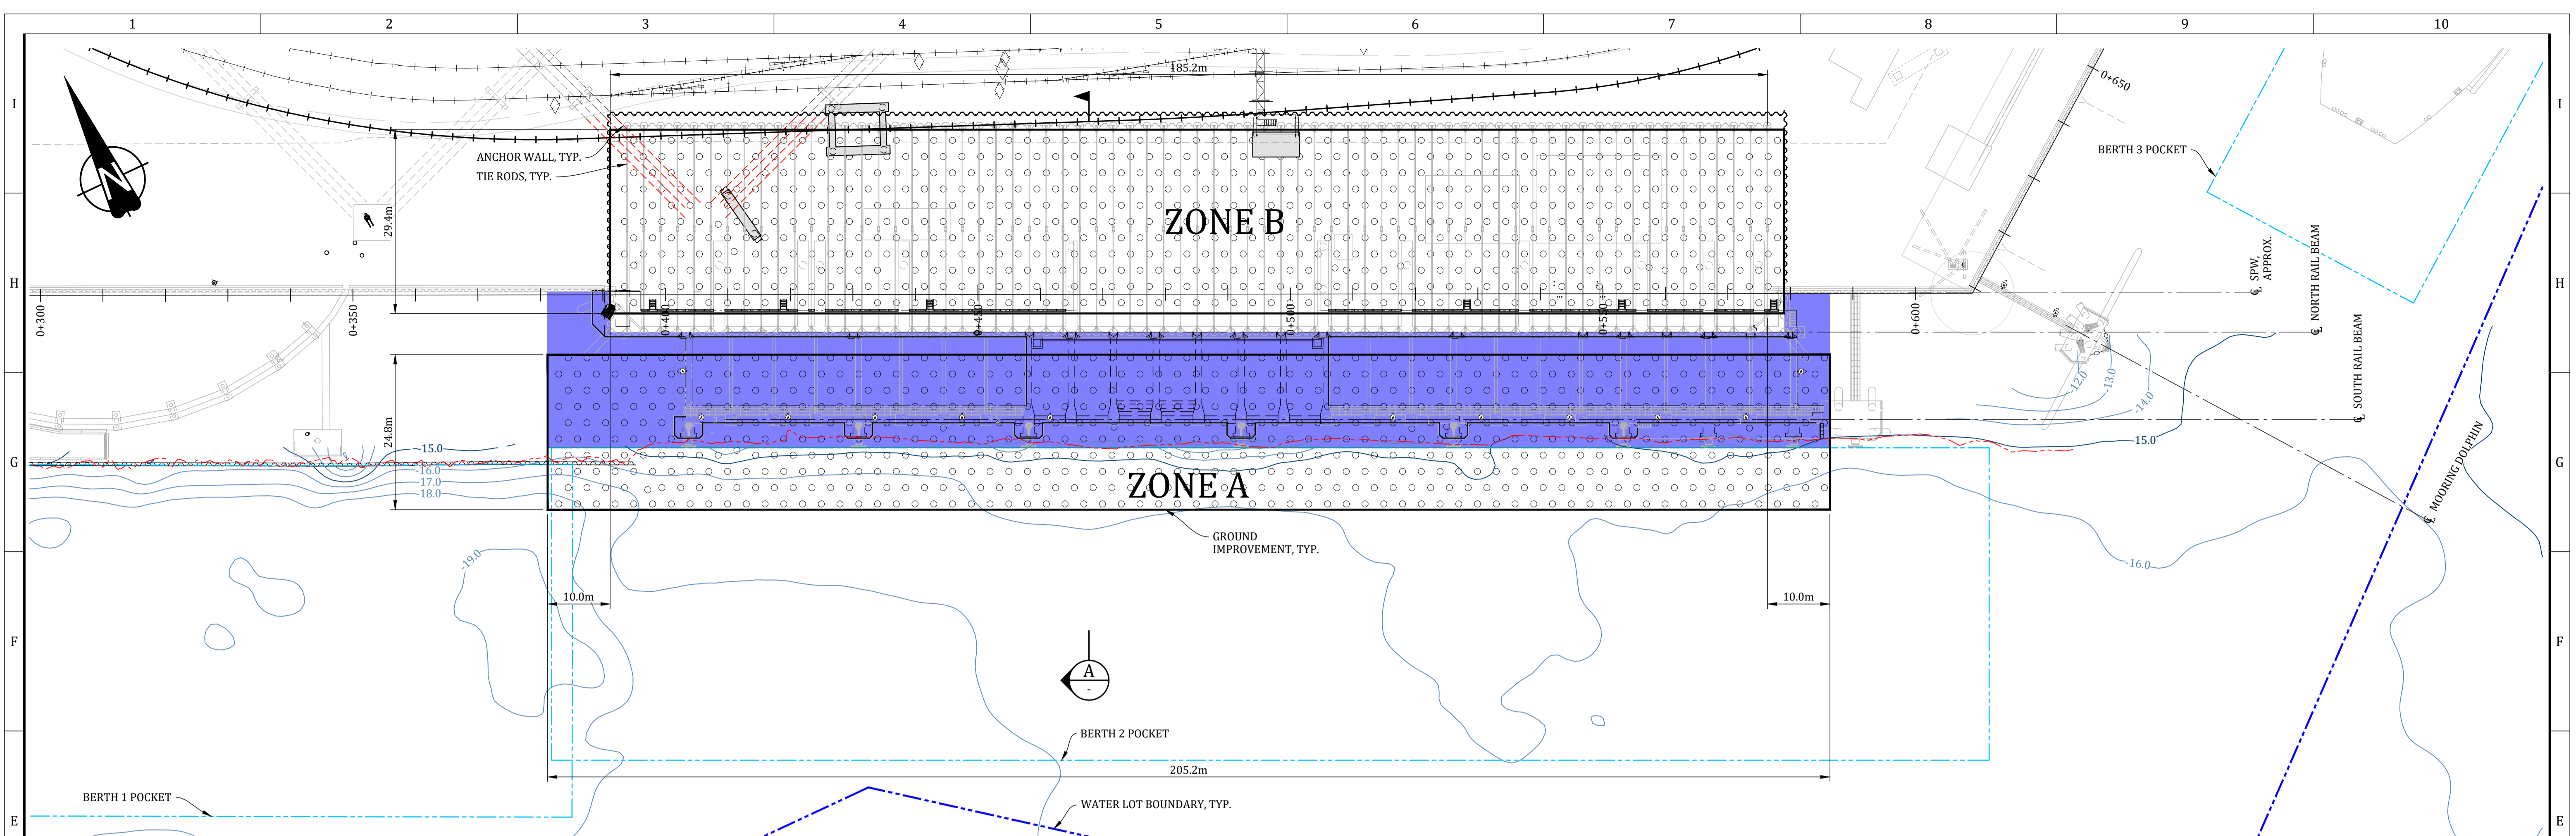 1 2 3 4 5 6 7 8 9 10
I
I
185.2m
0+650
ANCHOR WALL, TYP.
TIE RODS, TYP.
BERTH 3 POCKET
29.4m
ZONE B
H
H
SPW, APPROX.
NORTH RAIL BEAM
SOUTH RAIL BEAM
0+300
0+350
0+400
0+450
0+500
0+550
0+600
-12.0
-13.0
-14.0
-15.0
24.8m
-15.0
-16.0
-17.0
-18.0
G
G
ZONE A
MOORING DOLPHIN
GROUND
IMPROVEMENT, TYP.
-19.0
-16.0
10.0m
10.0m
F
F
A
-
BERTH 2 POCKET
205.2m
BERTH 1 POCKET
WATER LOT BOUNDARY, TYP.
E
E